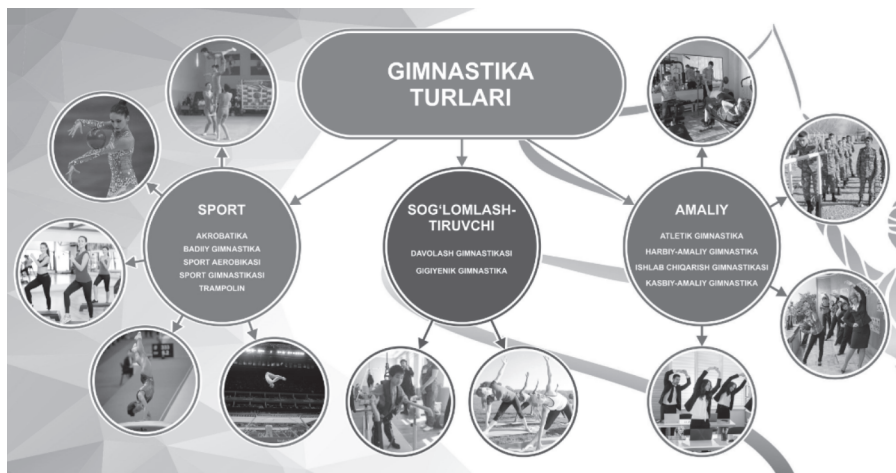 GIMNASTIKA
TURLARI
SPORT
AKROBATIKA
BADIIY GIMNASTIKA
SPORT AEROBIKASI
SPORT GIMNASTIKASI
TRAMPOLIN
SOG‘LOMLASH-
TIRUVCHI
DAVOLASH GIMNASTIKASI
GIGIYENIK GIMNASTIKA
AMALIY
ATLETIK GIMNASTIKA
HARBIY-AMALIY GIMNASTIKA
ISHLAB CHIQARISH GIMNASTIKASI
KASBIY-AMALIY GIMNASTIKA